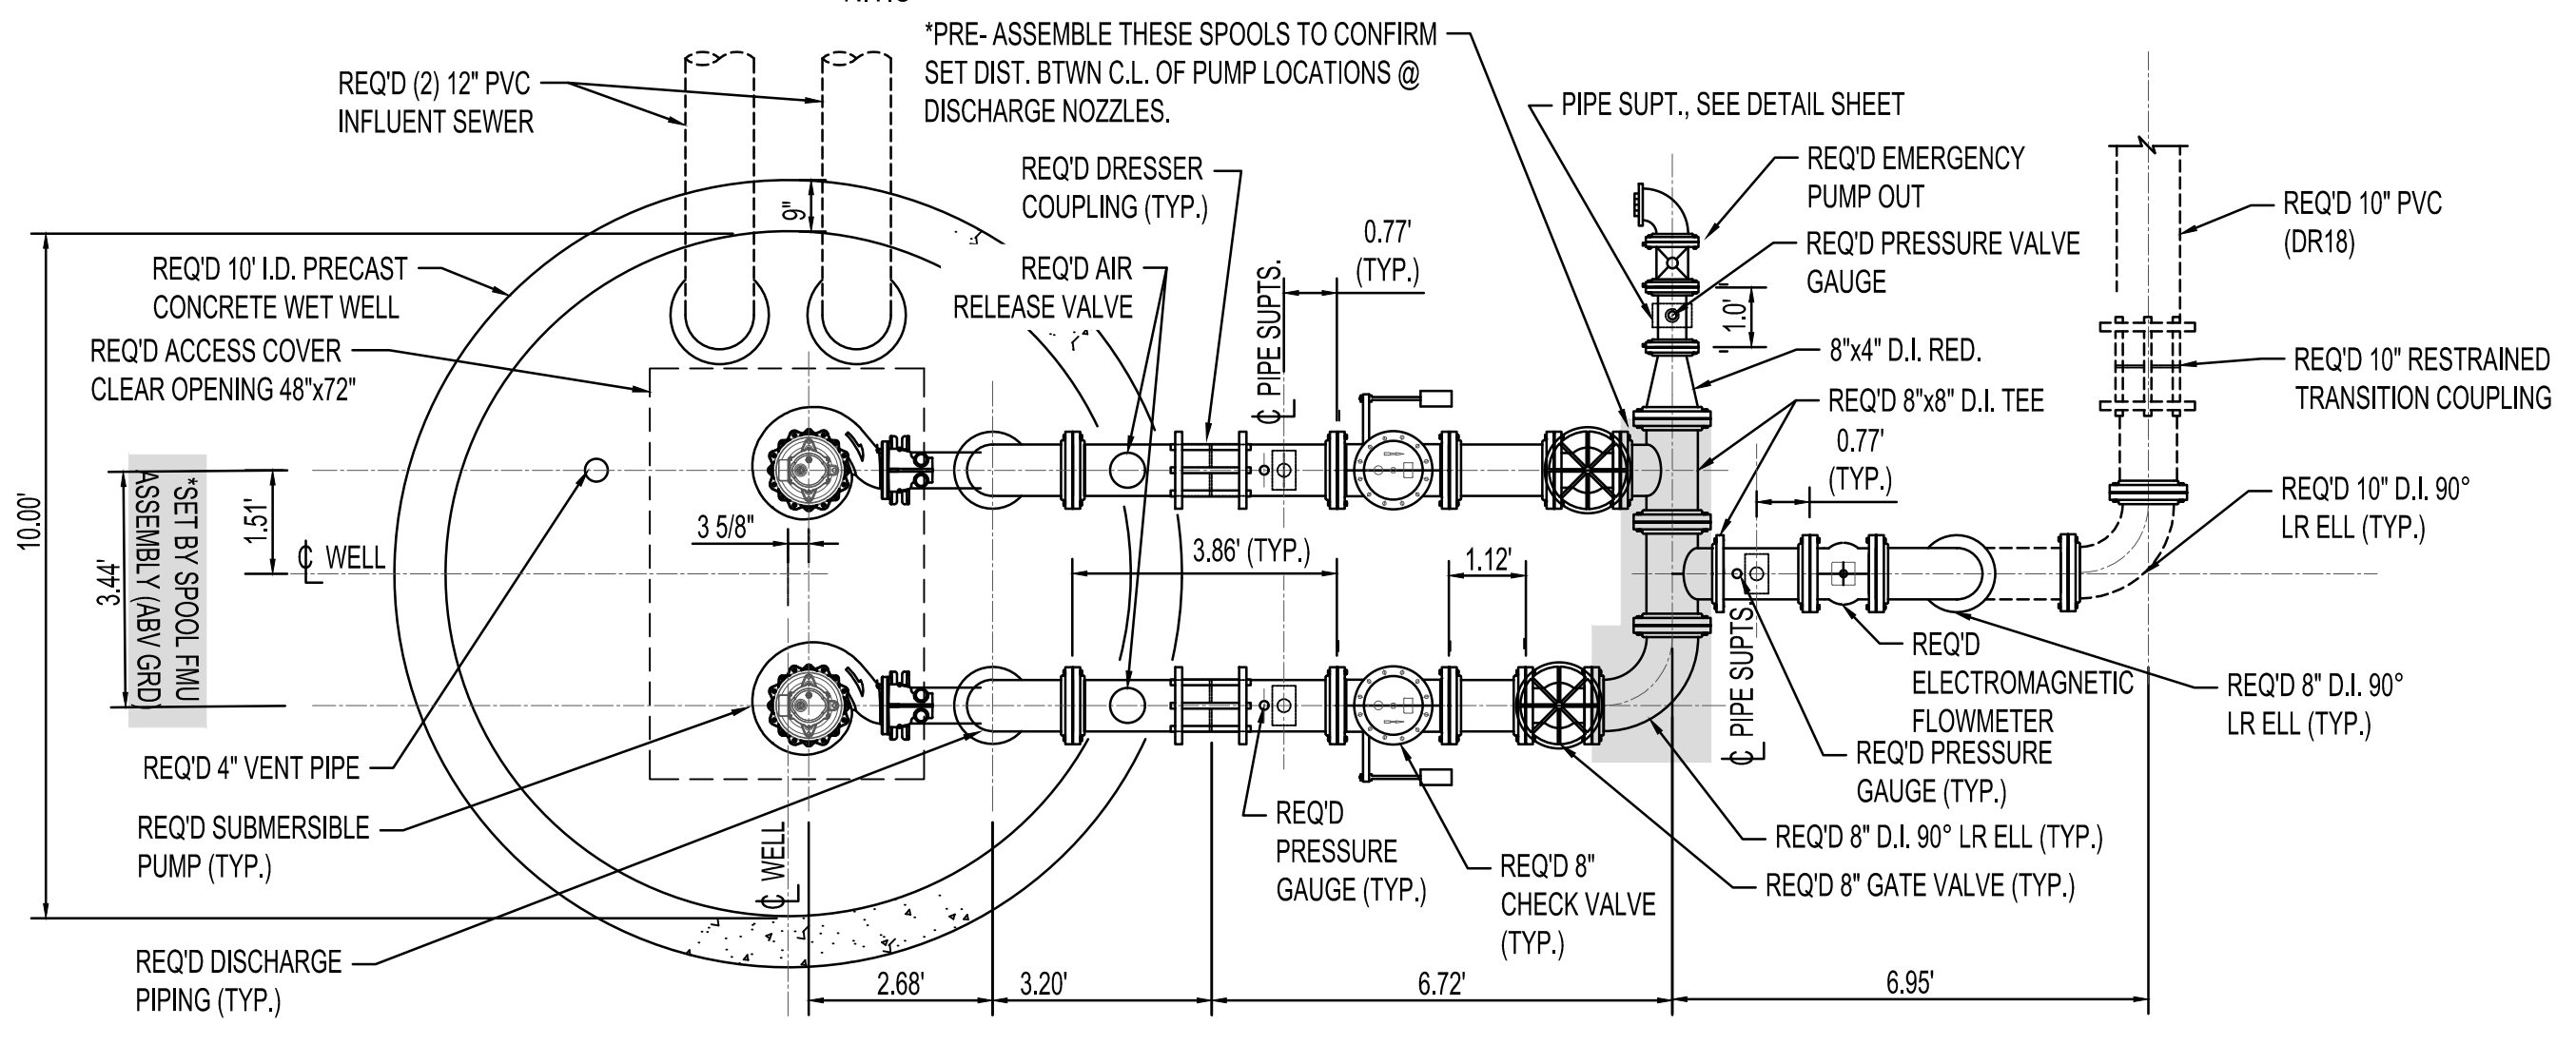 *PRE- ASSEMBLE THESE SPOOLS TO CONFIRM
SET DIST. BTWN C.L. OF PUMP LOCATIONS @
DISCHARGE NOZZLES.
REQ'D (2) 12" PVC
INFLUENT SEWER
PIPE SUPT., SEE DETAIL SHEET
REQ'D DRESSER
COUPLING (TYP.)
REQ'D EMERGENCY
PUMP OUT
9"
0.77'
(TYP.)
REQ'D 10" PVC
(DR18)
REQ'D PRESSURE VALVE
GAUGE
REQ'D 10' I.D. PRECAST
CONCRETE WET WELL
REQ'D AIR
RELEASE VALVE
℄ PIPE SUPTS.
1.0'
REQ'D ACCESS COVER
CLEAR OPENING 48"x72"
8"x4" D.I. RED.
REQ'D 10" RESTRAINED
TRANSITION COUPLING
REQ'D 8"x8" D.I. TEE
0.77'
(TYP.)
10.00'
3.44'
*SET BY SPOOL FMU
ASSEMBLY (ABV GRD)
1.51'
℄ WELL
3 5/8"
3.86' (TYP.)
1.12'
REQ'D 10" D.I. 90°
LR ELL (TYP.)
℄ PIPE SUPTS.
REQ'D
ELECTROMAGNETIC
FLOWMETER
REQ'D 8" D.I. 90°
LR ELL (TYP.)
REQ'D PRESSURE
GAUGE (TYP.)
REQ'D 4" VENT PIPE
REQ'D SUBMERSIBLE
PUMP (TYP.)
℄ WELL
REQ'D
PRESSURE
GAUGE (TYP.)
REQ'D 8"
CHECK VALVE
(TYP.)
REQ'D 8" D.I. 90° LR ELL (TYP.)
REQ'D 8" GATE VALVE (TYP.)
REQ'D DISCHARGE
PIPING (TYP.)
2.68'
3.20'
6.72'
6.95'